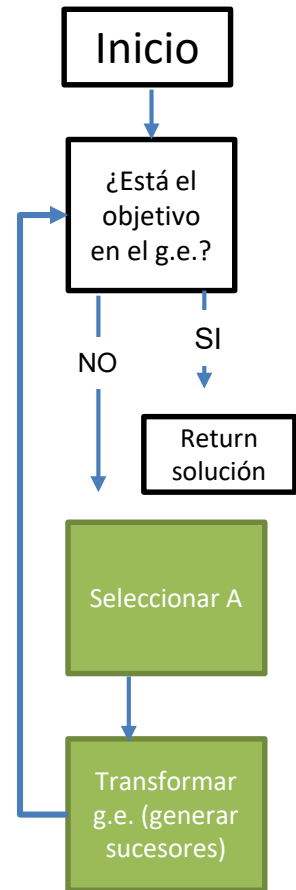 Inicio
¿Está el
objetivo
en el g.e.?
SI
NO
Return
solución
Seleccionar A
Transformar
g.e. (generar
sucesores)